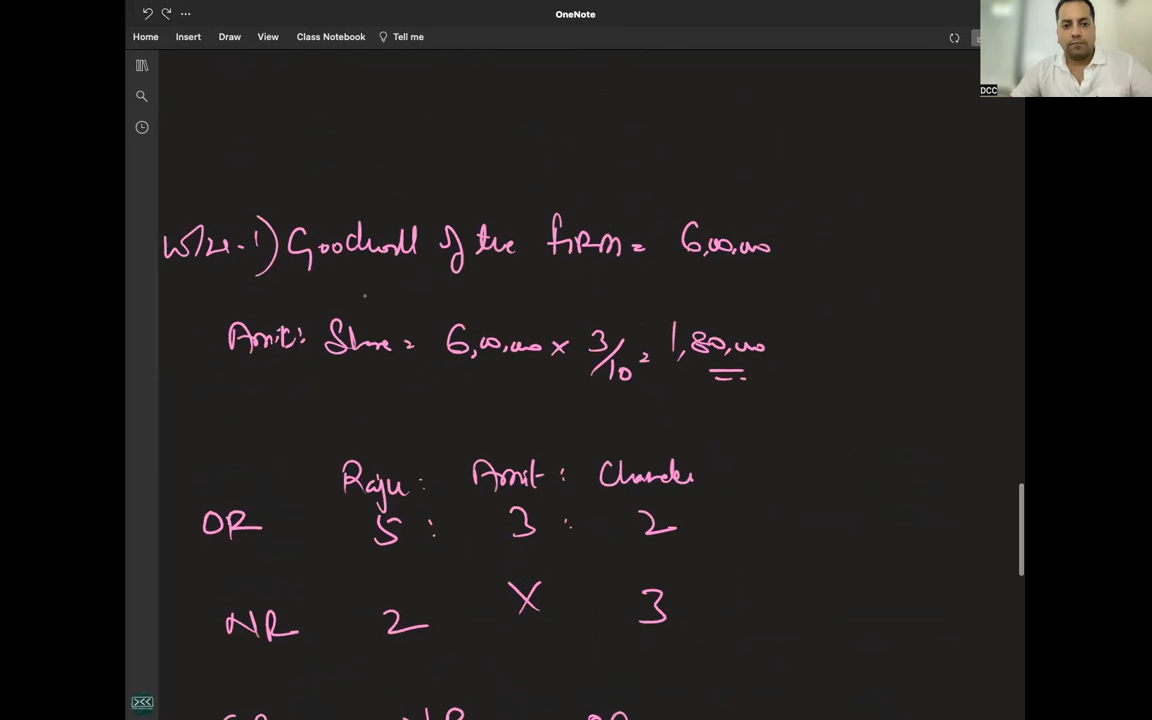 OneNote
Home Insert Draw View Class Notebook Tell me
DCC
W/N-1) Goodwill of the firm = 6,00,000
Amit: Share = 6,00,000 x 3/10 = 1,80,000
Raju : Amit : Chander
OR 5 : 3 : 2
NR 2 X 3
NR